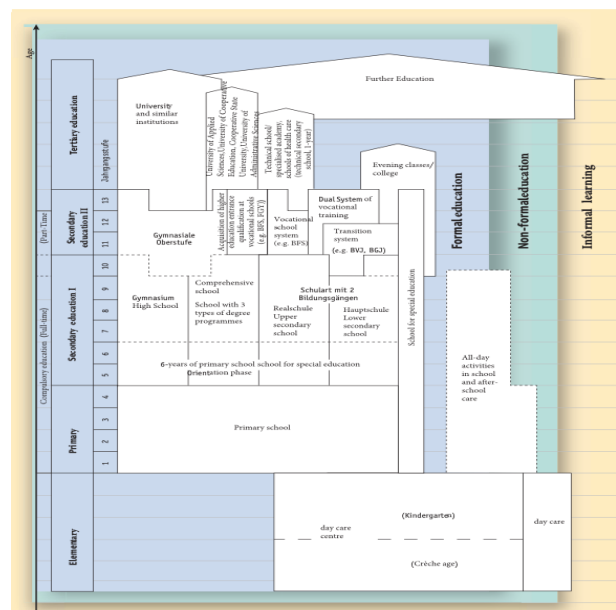 Age
Further Education
Tertiary education
Jahrgangsstufe
University
and similar
institutions
University of Applied
Sciences,University of Cooperative
Education, Cooperative State
University,University of
Administrative Sciences
Technical school/
specialised academy,
schools of health care
(technical secondary
school, 3-year)
Evening classes/
college
Formal education
Non-formaleducation
Informal learning
(Part-Time)
Secondary
education II
13
12
11
Gymnasiale
Oberstufe
Acquisition of higher
education entrance
qualification at
vocational schools
(e.g. BFS, FGYJ)
Vocational
school
system
(e.g. BFS)
Dual System of
vocational
training
Transition
system
(e.g. BVJ, BGJ)
School for special education
Compulsory education (Full-time)
Secondary education I
10
9
8
7
6
5
Gymnasium
High School
Comprehensive
school
School with 3
types of degree
programmes
Schulart mit 2
Bildungsgängen
Realschule
Upper
secondary
school
Hauptschule
Lower
secondary
school
6-years of primary school school for special education
Orientation phase
All-day
activities
in school
and after-
school
care
Primary
4
3
2
1
Primary school
Elementary
day care
centre
(Kindergarten)
(Crèche age)
day care